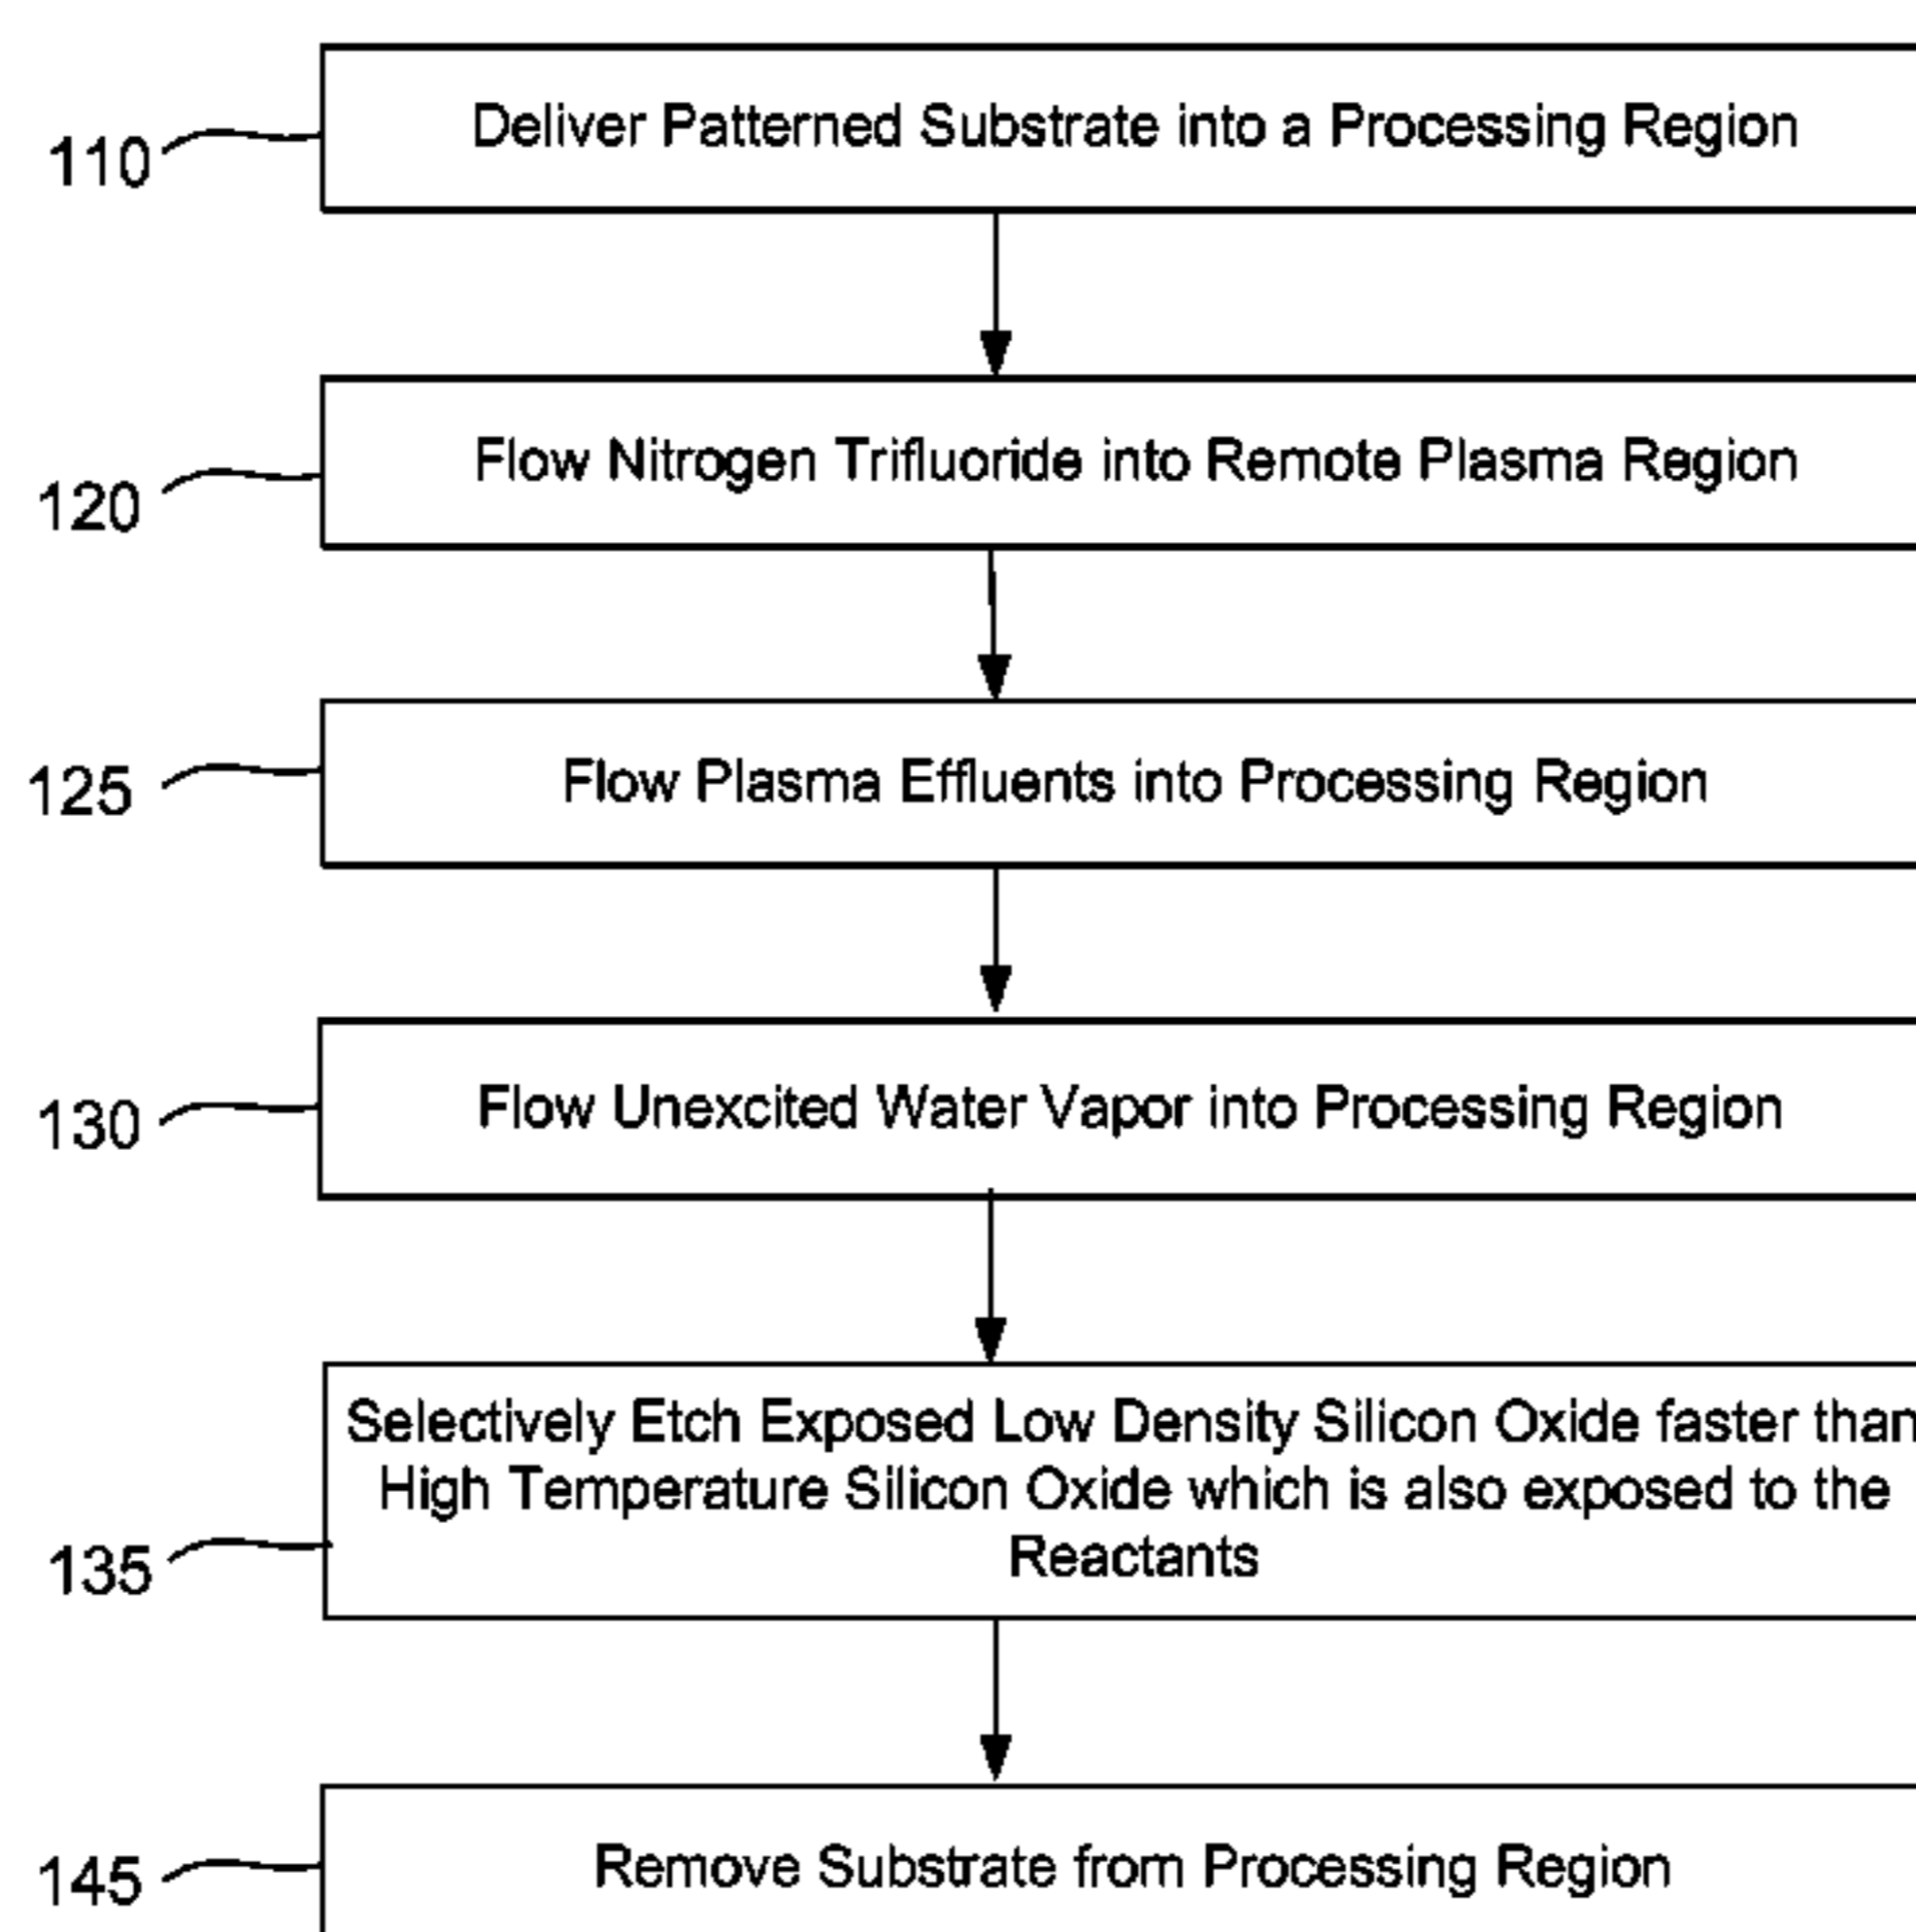 Deliver Patterned Substrate into a Processing Region
110
Flow Nitrogen Trifluoride into Remote Plasma Region
120
Flow Plasma Effluents into Processing Region
125
Flow Unexcited Water Vapor into Processing Region
130
Selectively Etch Exposed Low Density Silicon Oxide faster than
High Temperature Silicon Oxide which is also exposed to the
Reactants
135
Remove Substrate from Processing Region
145